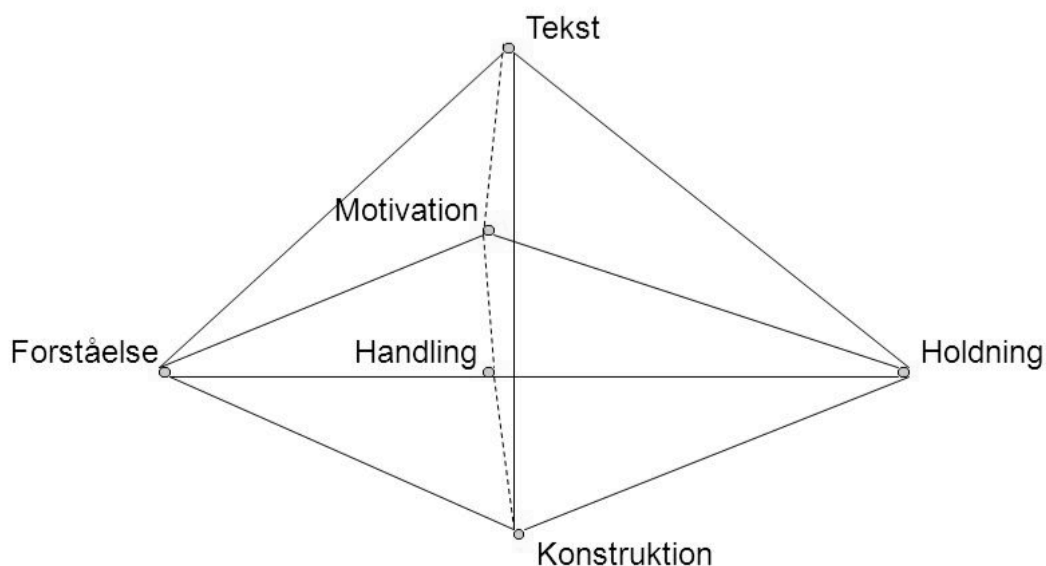 Tekst
Motivation
Forståelse
Handling
Holdning
Konstruktion